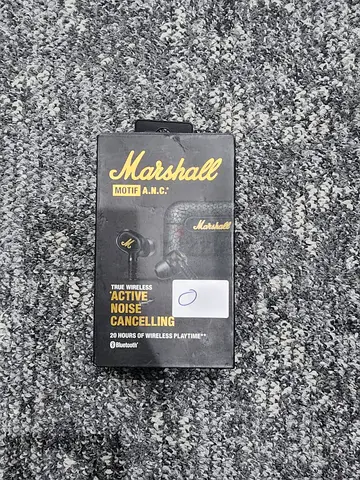 Marshall
MOTIF A.N.C.*
Marshall
M
TRUE WIRELESS
*ACTIVE
NOISE
CANCELLING
O
20 HOURS OF WIRELESS PLAYTIME**
Bluetooth®